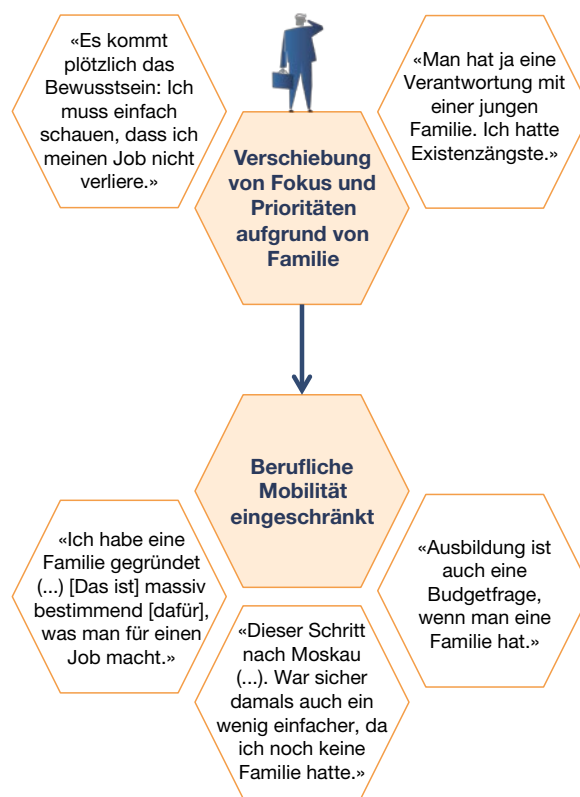 «Es kommt
plötzlich das
Bewusstsein: Ich
muss einfach
schauen, dass ich
meinen Job nicht
verliere.»
«Man hat ja eine
Verantwortung mit
einer jungen
Familie. Ich hatte
Existenzängste.»
Verschiebung
von Fokus und
Prioritäten
aufgrund von
Familie
Berufliche
Mobilität
eingeschränkt
«Ich habe eine
Familie gegründet
(...) [Das ist] massiv
bestimmend [dafür],
was man für einen
Job macht.»
«Dieser Schritt
nach Moskau
(...). War sicher
damals auch ein
wenig einfacher, da
ich noch keine
Familie hatte.»
«Ausbildung ist
auch eine
Budgetfrage,
wenn man eine
Familie hat.»